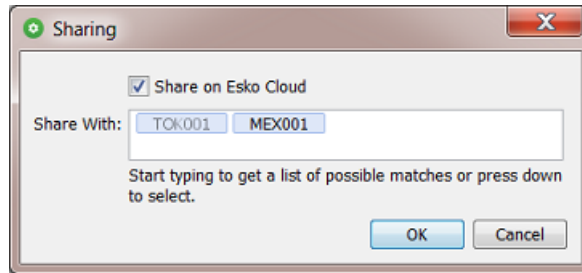 Sharing
Share on Esko Cloud
Share With: TOK001 MEX001
Start typing to get a list of possible matches or press down
to select.
OK Cancel